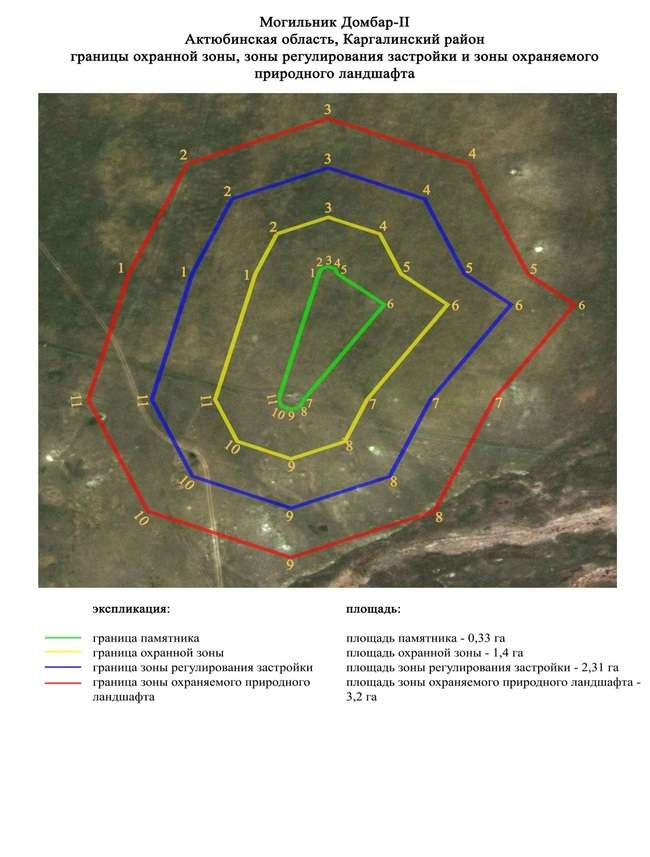 Могильник Домбар-II
Актюбинская область, Каргалинский район
границы охранной зоны, зоны регулирования застройки и зоны охраняемого
природного ландшафта
3
2
4
3
2
4
3
2
4
1
1
1
1
2
3
4
5
5
5
5
6
6
6
6
11
11
11
11
10
9
8
7
7
7
7
10
9
8
10
9
8
10
9
8
экспликация:
граница памятника
граница охранной зоны
граница зоны регулирования застройки
граница зоны охраняемого природного
ландшафта
площадь:
площадь памятника - 0,33 га
площадь охранной зоны - 1,4 га
площадь зоны регулирования застройки - 2,31 га
площадь зоны охраняемого природного ландшафта -
3,2 га